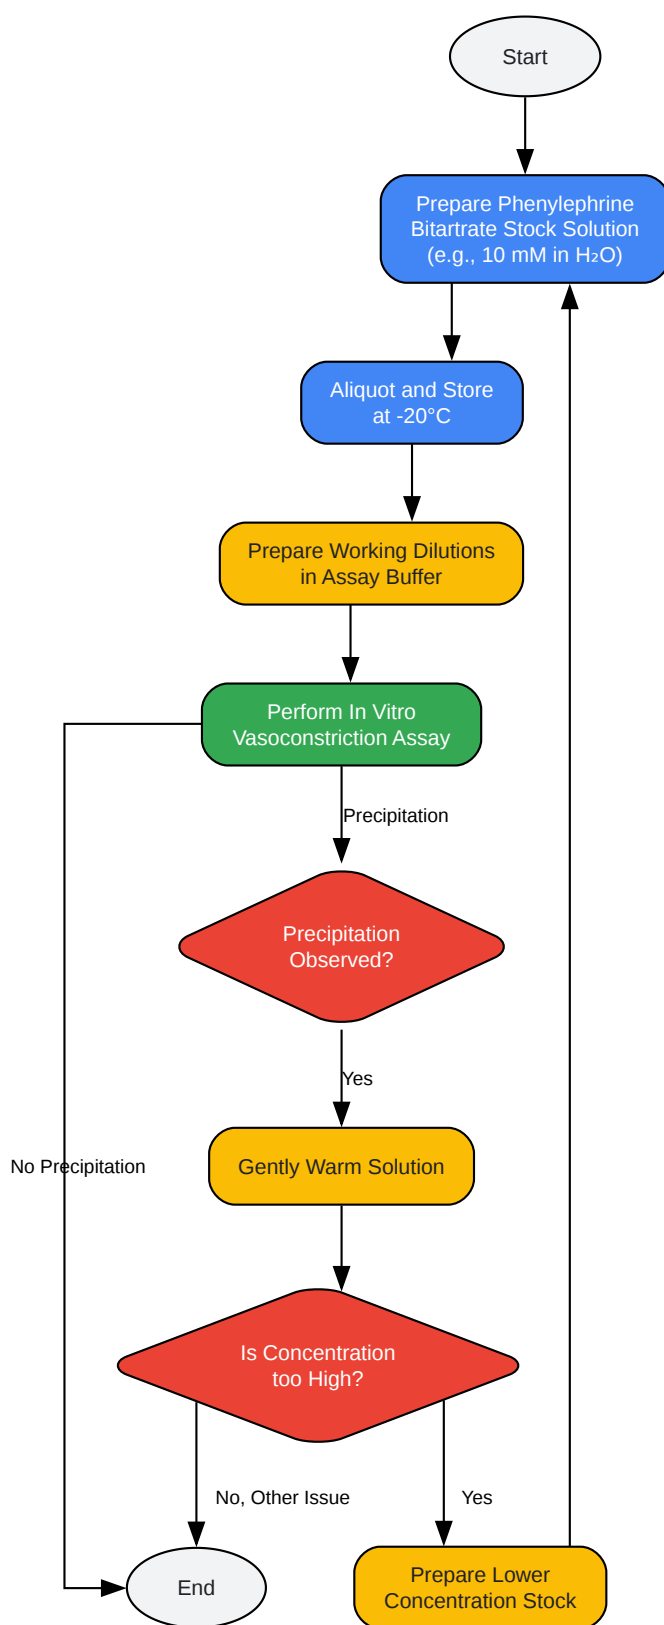 Start
Prepare Phenylephrine
Bitartrate Stock Solution
(e.g., 10 mM in H₂O)
Aliquot and Store
at -20°C
Prepare Working Dilutions
in Assay Buffer
Perform In Vitro
Vasoconstriction Assay
Precipitation
Precipitation
Observed?
Yes
No Precipitation
Gently Warm Solution
Is Concentration
too High?
No, Other Issue
Yes
End
Prepare Lower
Concentration Stock